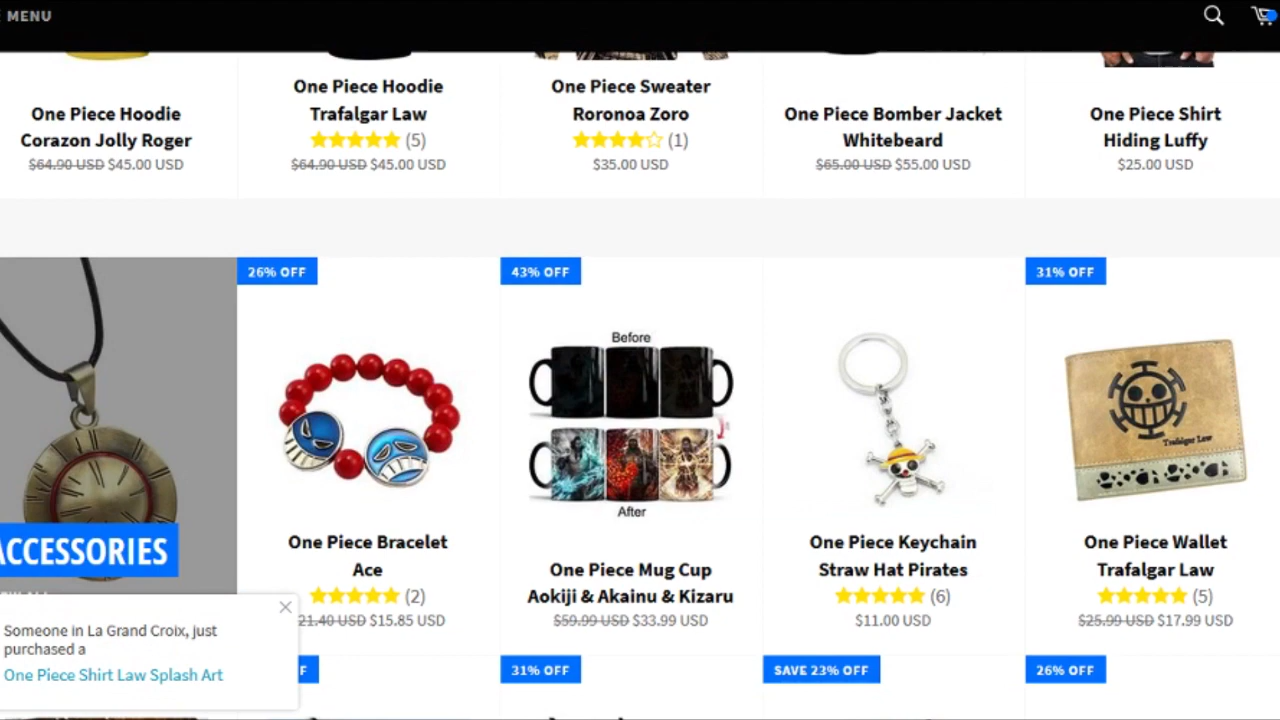 MENU
One Piece Hoodie
Corazon Jolly Roger
$64.90 USD $45.00 USD
One Piece Hoodie
Trafalgar Law
(5)
$64.90 USD $45.00 USD
One Piece Sweater
Roronoa Zoro
(1)
$35.00 USD
One Piece Bomber Jacket
Whitebeard
$65.00 USD $55.00 USD
One Piece Shirt
Hiding Luffy
$25.00 USD
ACCESSORIES
26% OFF
One Piece Bracelet
Ace
(2)
21.40 USD $15.85 USD
43% OFF
Before
After
One Piece Mug Cup
Aokiji & Akainu & Kizaru
$59.99 USD $33.99 USD
One Piece Keychain
Straw Hat Pirates
(6)
$11.00 USD
31% OFF
Trafalgar Law
One Piece Wallet
Trafalgar Law
(5)
$25.99 USD $17.99 USD
Someone in La Grand Croix, just
purchased a
One Piece Shirt Law Splash Art
31% OFF
SAVE 23% OFF
26% OFF